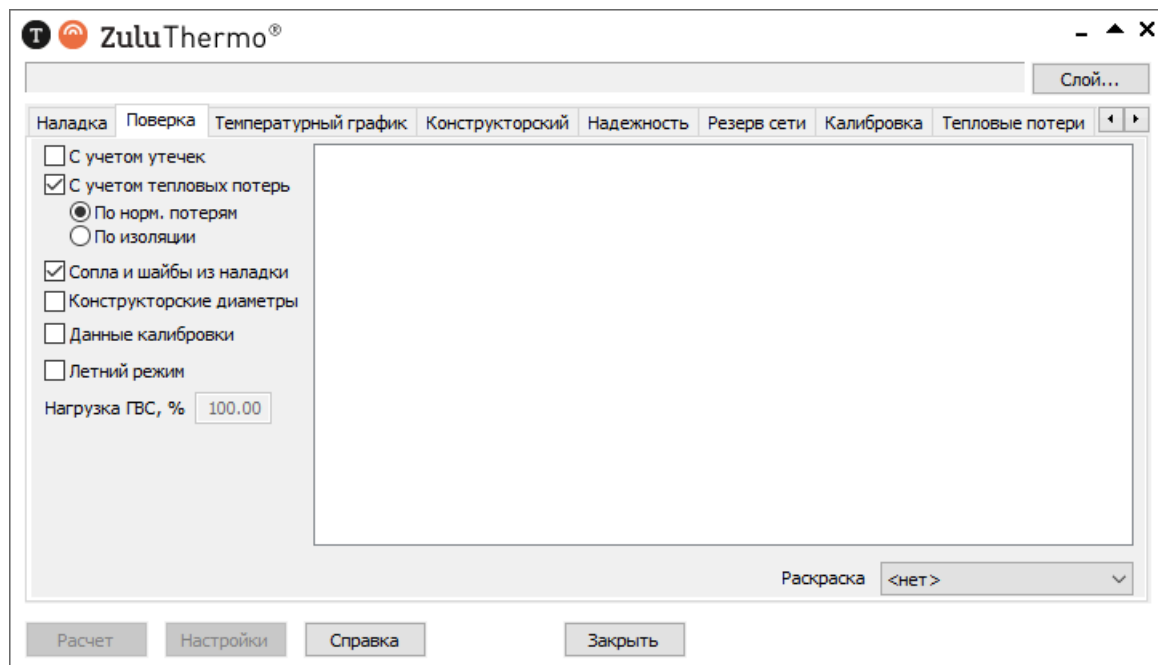 T ZuluThermo®
Слой...
Наладка Поверка Температурный график Конструкторский Надежность Резерв сети Калибровка Тепловые потери
С учетом утечек
С учетом тепловых потерь
По норм. потерям
По изоляции
Сопла и шайбы из наладки
Конструкторские диаметры
Данные калибровки
Летний режим
Нагрузка ГВС, % 100.00
Раскраска <нет>
Расчет Настройки Справка Закрыть